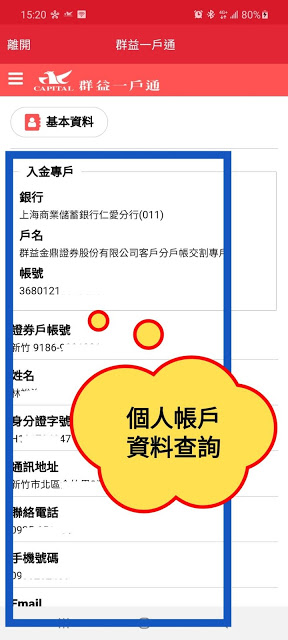 15:20
80%
離開
群益一戶通
CAPITAL 群益一戶通
基本資料
入金專戶
銀行
上海商業儲蓄銀行仁愛分行(011)
戶名
群益金鼎證券股份有限公司客戶分戶帳交割專戶
帳號
3680121
證券戶帳號
新竹 9186-9
姓名
身分證字號
47
通訊地址
新竹市北區
聯絡電話
手機號碼
09
Email
個人帳戶
資料查詢